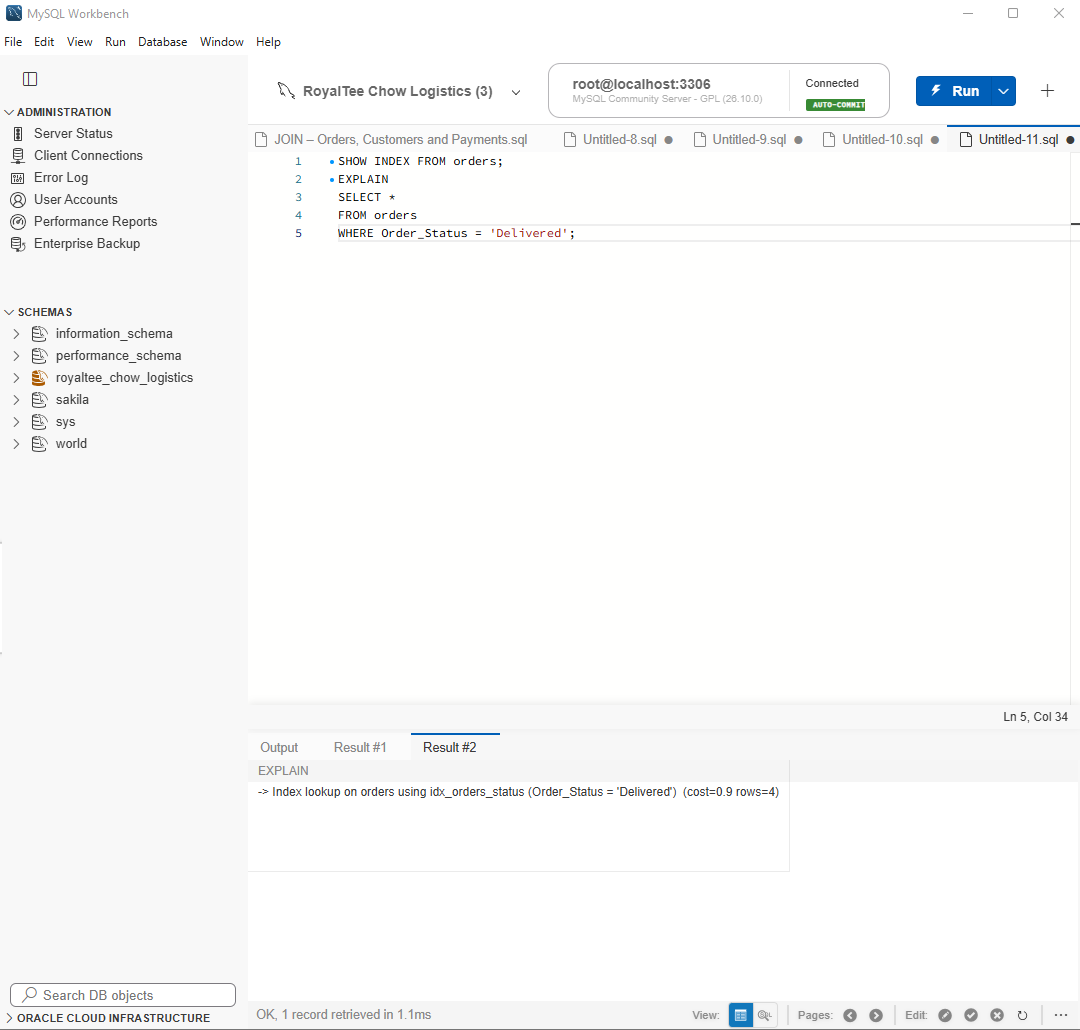 MySQL Workbench
File Edit View Run Database Window Help
RoyalTee Chow Logistics (3)
root@localhost:3306
MySQL Community Server - GPL (26.10.0)
Connected
AUTO-COMMIT
Run
ADMINISTRATION
Server Status
Client Connections
Error Log
User Accounts
Performance Reports
Enterprise Backup
SCHEMAS
information_schema
performance_schema
royaltee_chow_logistics
sakila
sys
world
Search DB objects
ORACLE CLOUD INFRASTRUCTURE
JOIN – Orders, Customers and Payments.sql Untitled-8.sql Untitled-9.sql Untitled-10.sql Untitled-11.sql
1 SHOW INDEX FROM orders;
2 EXPLAIN
3 SELECT *
4 FROM orders
5 WHERE Order_Status = 'Delivered';
Ln 5, Col 34
Output Result #1 Result #2
EXPLAIN
-> Index lookup on orders using idx_orders_status (Order_Status = 'Delivered') (cost=0.9 rows=4)
OK, 1 record retrieved in 1.1ms
View: Pages: Edit: